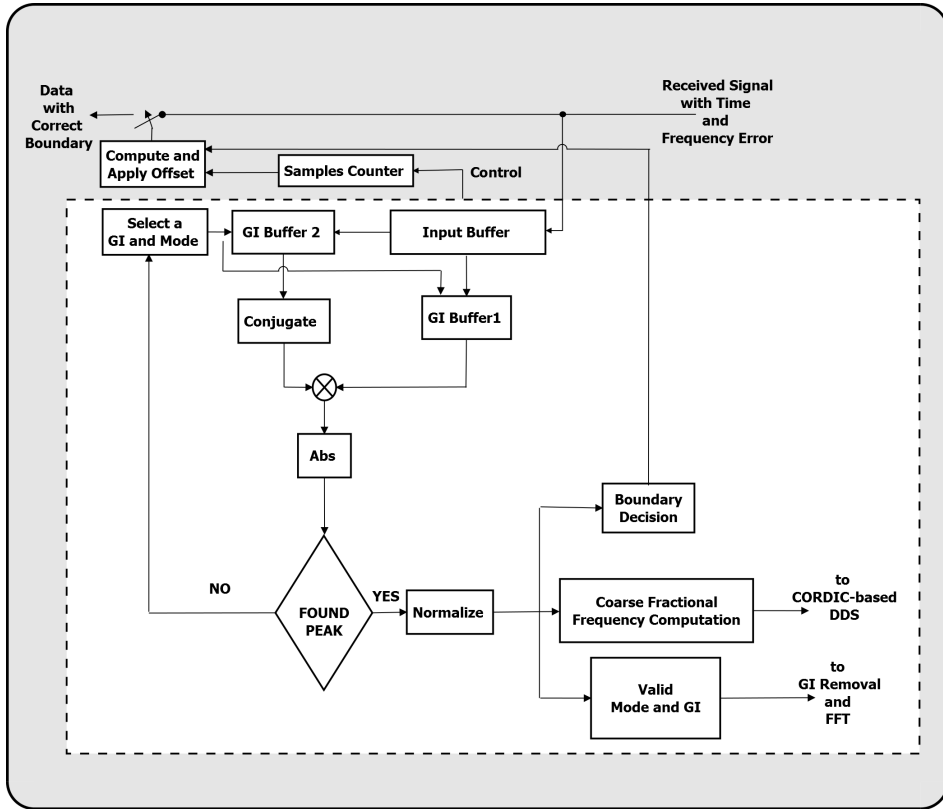 Data
with
Correct
Boundary
Received Signal
with Time
and
Frequency Error
Compute and
Apply Offset
Samples Counter
Control
Select a
GI and Mode
GI Buffer 2
Input Buffer
Conjugate
GI Buffer1
Abs
Boundary
Decision
NO
FOUND
PEAK
YES
Normalize
Coarse Fractional
Frequency Computation
to
CORDIC-based
DDS
Valid
Mode and GI
to
GI Removal
and
FFT